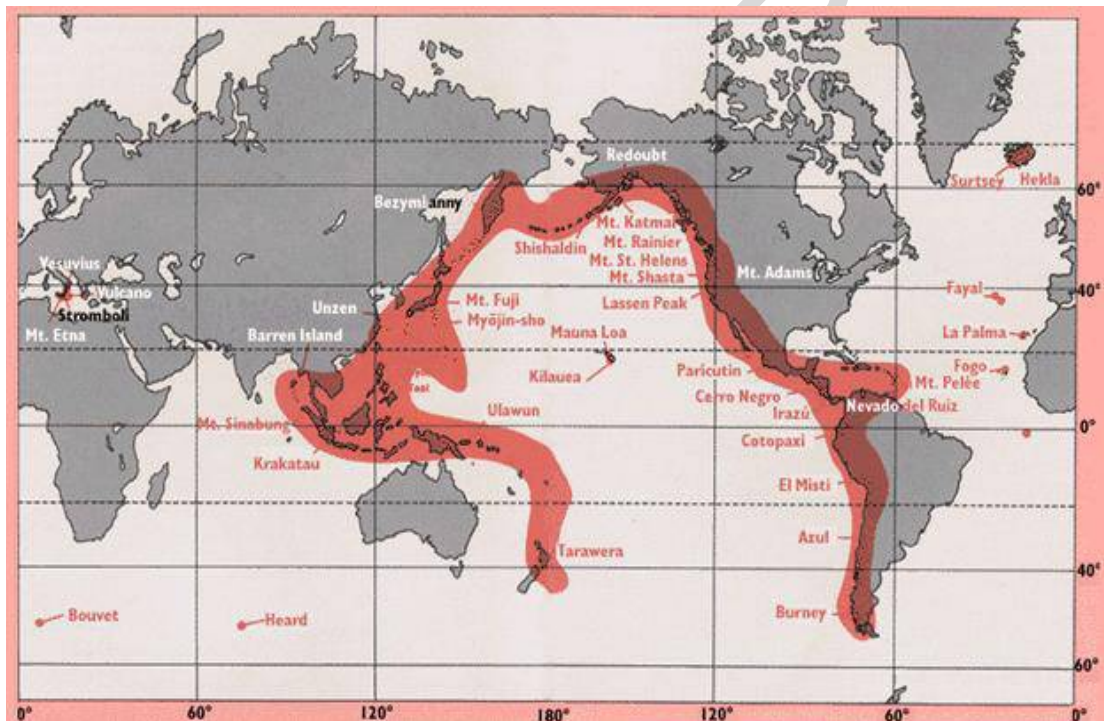 Redoubt
Surtsey Hekla
60°
Bezymianny
Mt. Katmai
Shishaldin
Mt. Rainier
Mt. St. Helens
Mt. Adams
Mt. Shasta
Vesuvius
Vulcano
40°
Fayal
Unzen
Mt. Fuji
Lassen Peak
Stromboli
Myōjin-sho
Mt. Etna
Barren Island
Mauna Loa
La Palma
Paricutin
Fogo
Kilauea
Mt. Pelèe
Cerro Negro
Nevado del Ruiz
Ulawun
Irazú
Mt. Sinabung
0°
Cotopaxi
Krakatau
El Misti
Azul
Tarawera
40°
Bouvet
Heard
Burney
60°
0° 60° 120° 180° 120° 60° 0°